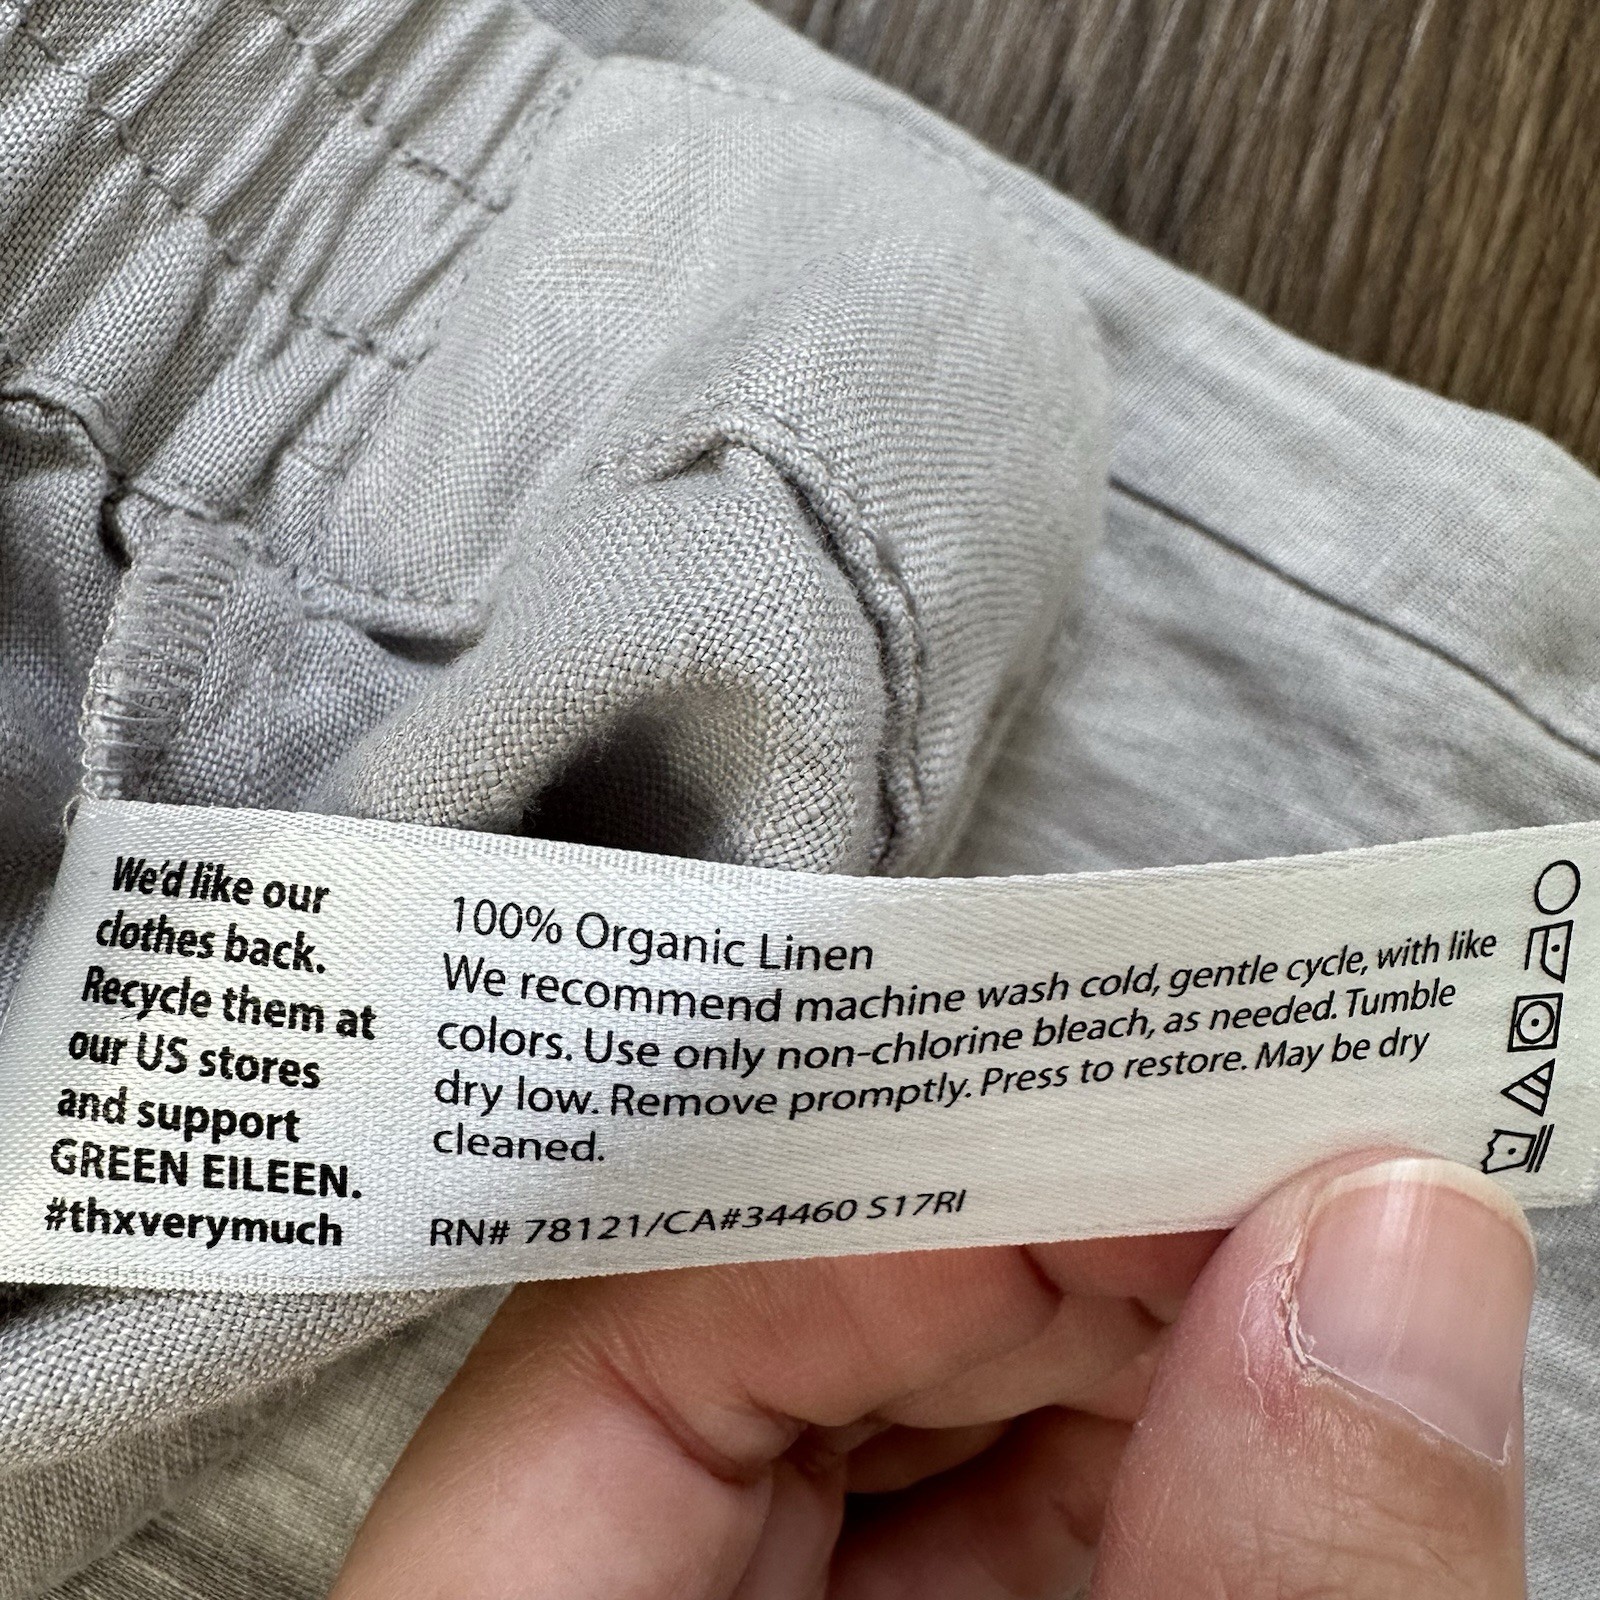 We'd like our
clothes back.
Recycle them at
our US stores
and support
GREEN EILEEN.
#thxverymuch
100% Organic Linen
We recommend machine wash cold, gentle cycle, with like
colors. Use only non-chlorine bleach, as needed. Tumble
dry low. Remove promptly. Press to restore. May be dry
cleaned.
RN# 78121/CA#34460 S17RI